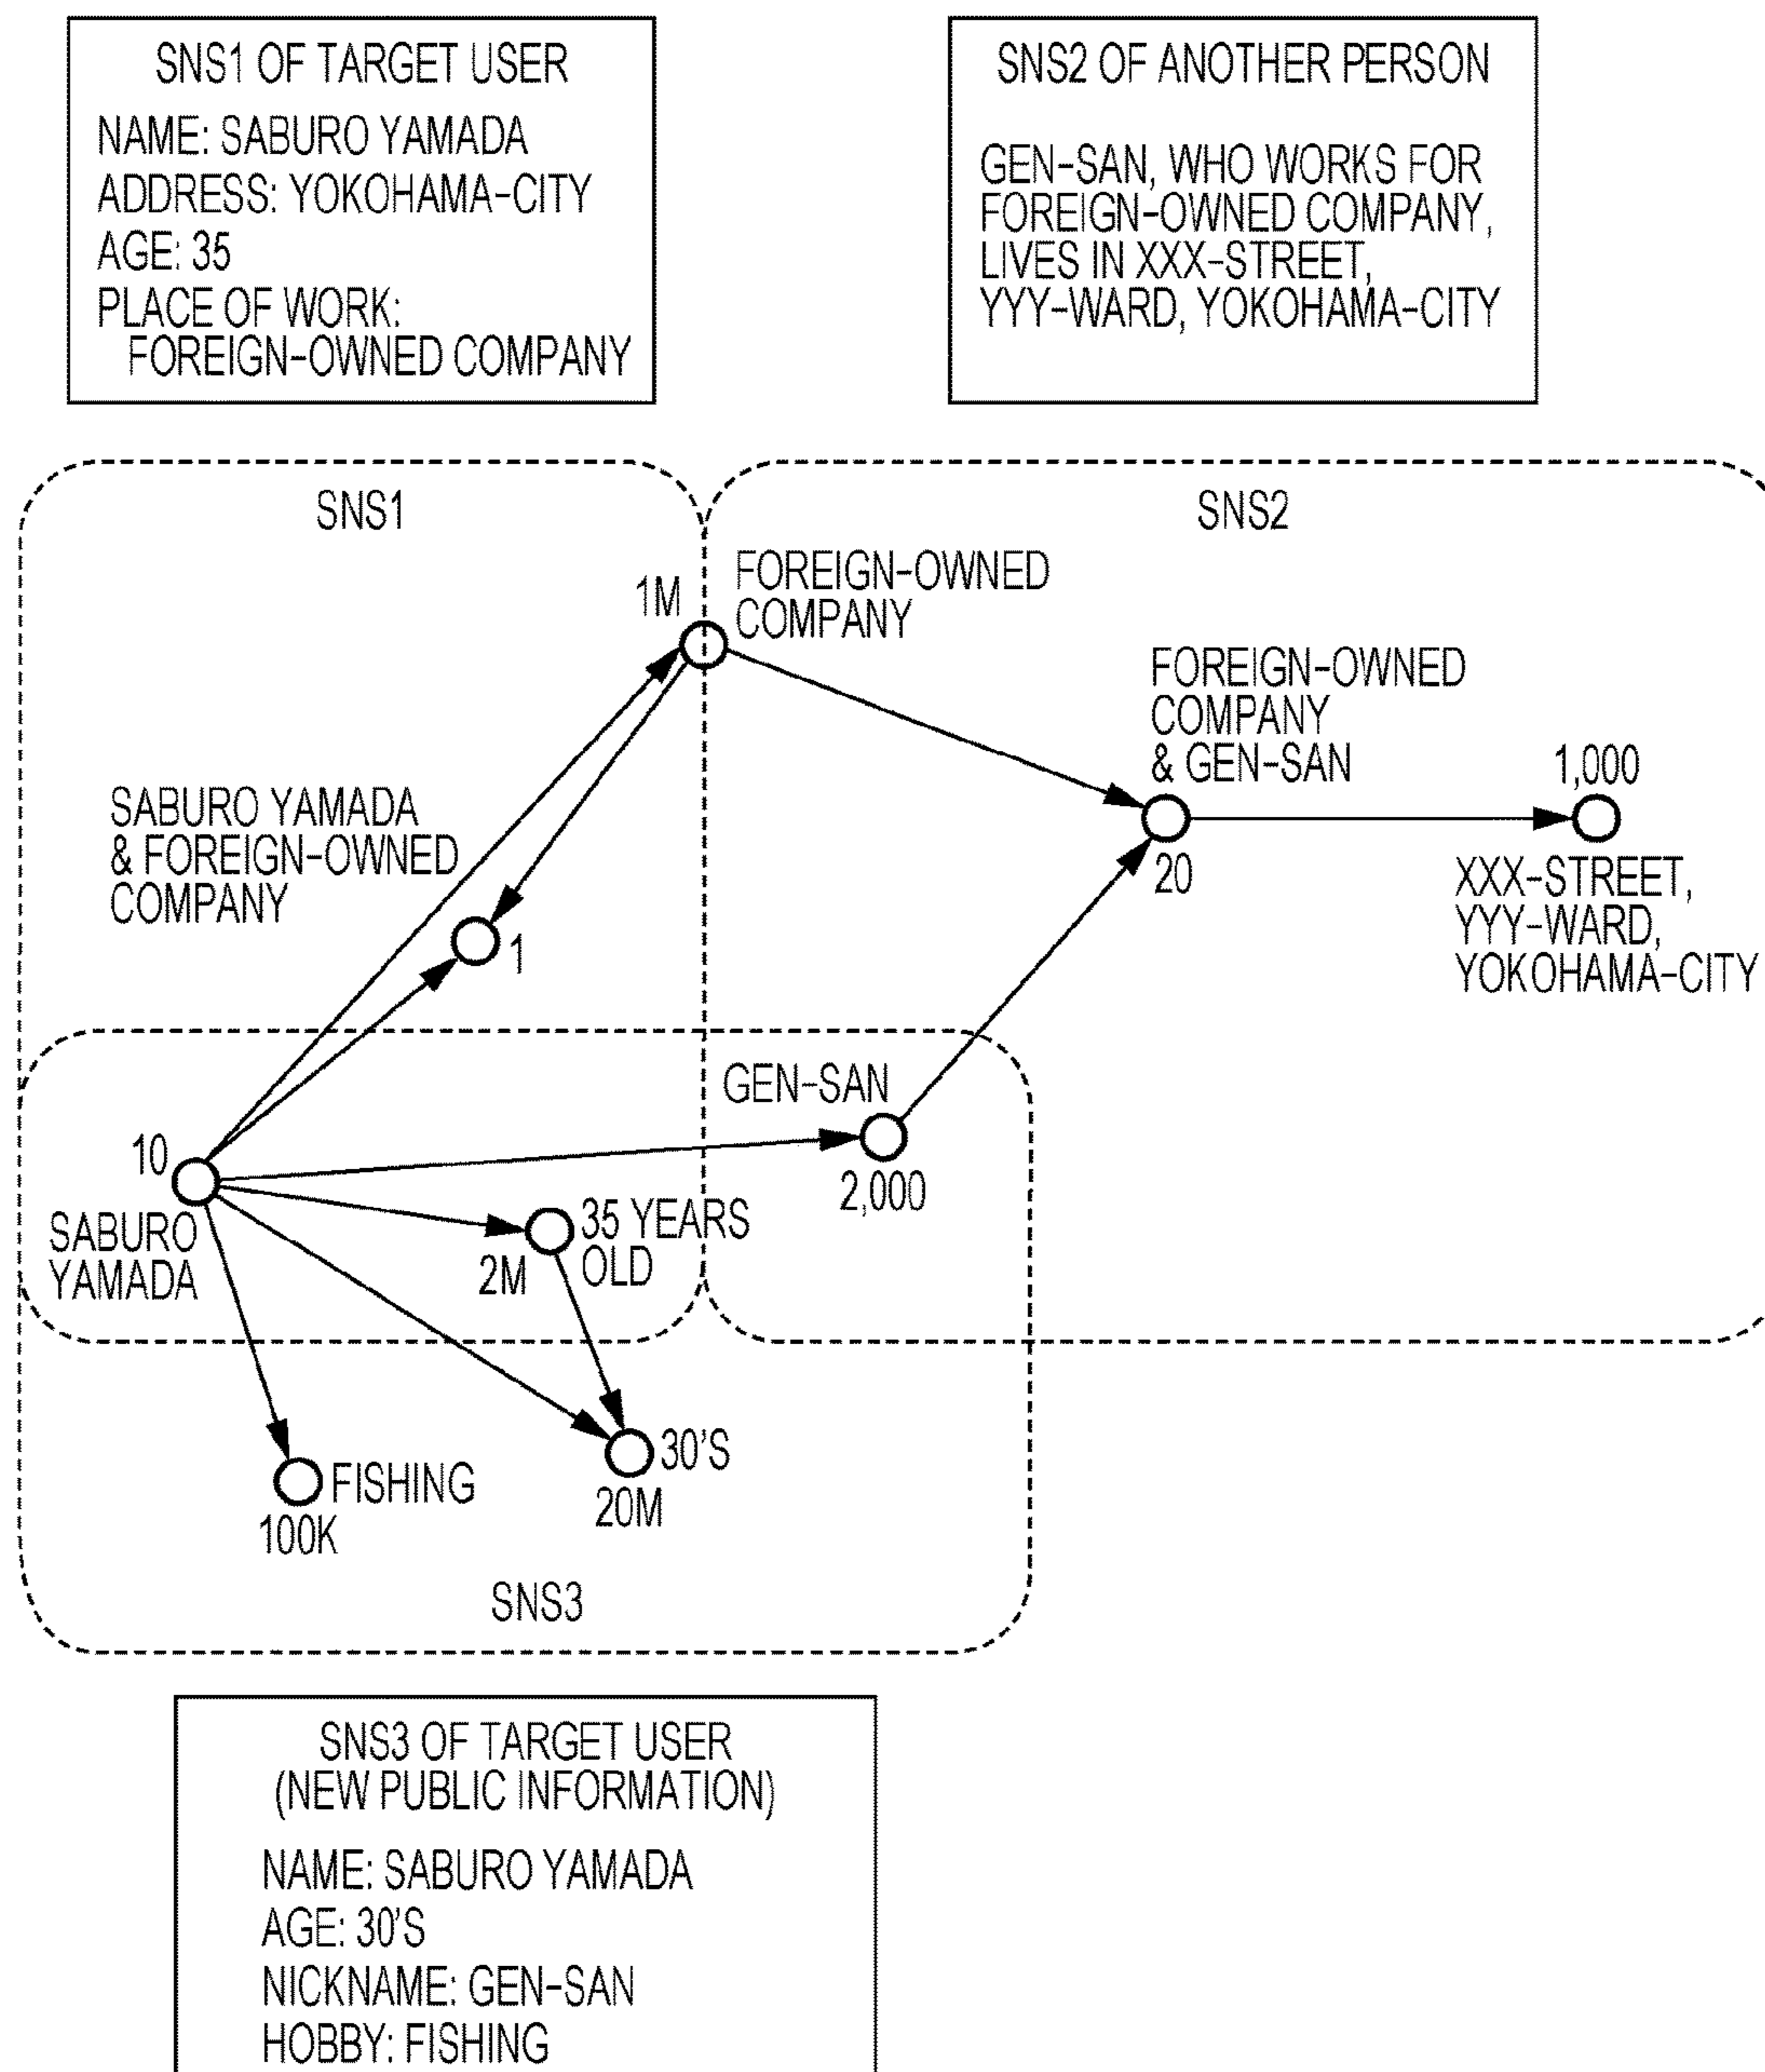 SNS1 OF TARGET USER
NAME: SABURO YAMADA
ADDRESS: YOKOHAMA-CITY
AGE: 35
PLACE OF WORK:
FOREIGN-OWNED COMPANY
SNS2 OF ANOTHER PERSON
GEN-SAN, WHO WORKS FOR
FOREIGN-OWNED COMPANY,
LIVES IN XXX-STREET,
YYY-WARD, YOKOHAMA-CITY
SNS1
SNS2
1M
FOREIGN-OWNED
COMPANY
FOREIGN-OWNED
COMPANY
& GEN-SAN
20
1,000
XXX-STREET,
YYY-WARD,
YOKOHAMA-CITY
SABURO YAMADA
& FOREIGN-OWNED
COMPANY
1
GEN-SAN
2,000
10
SABURO
YAMADA
35 YEARS
OLD
2M
FISHING
100K
30'S
20M
SNS3
SNS3 OF TARGET USER
(NEW PUBLIC INFORMATION)
NAME: SABURO YAMADA
AGE: 30'S
NICKNAME: GEN-SAN
HOBBY: FISHING